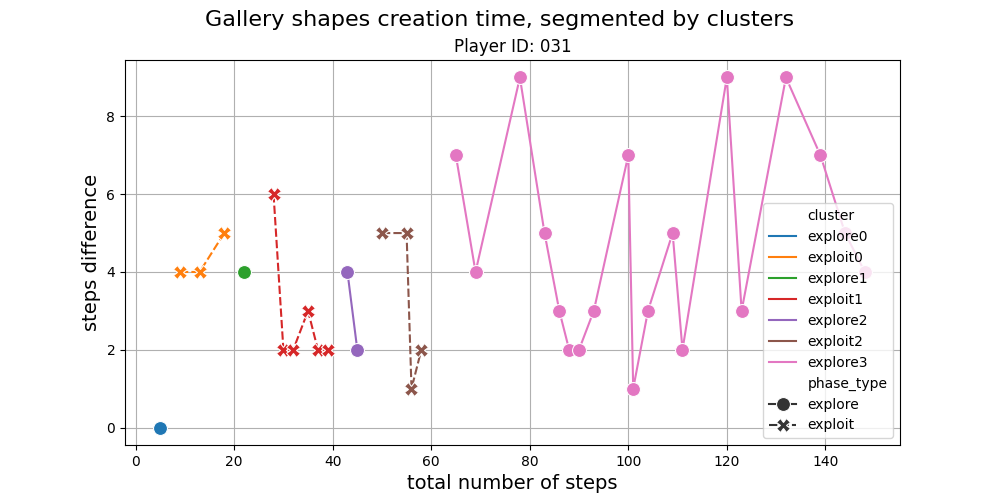 Gallery shapes creation time, segmented by clusters
Player ID: 031
steps difference
8
6
4
2
0
0 20 40 60 80 100 120 140
total number of steps
cluster
explore0
exploit0
explore1
exploit1
explore2
exploit2
explore3
phase_type
explore
exploit